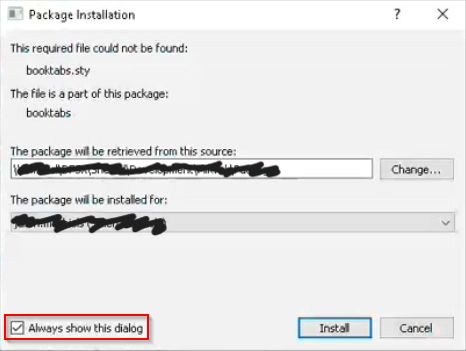 Package Installation
This required file could not be found:
booktabs.sty
The file is a part of this package:
booktabs
The package will be retrieved from this source:
Change...
The package will be installed for:
Always show this dialog
Install
Cancel